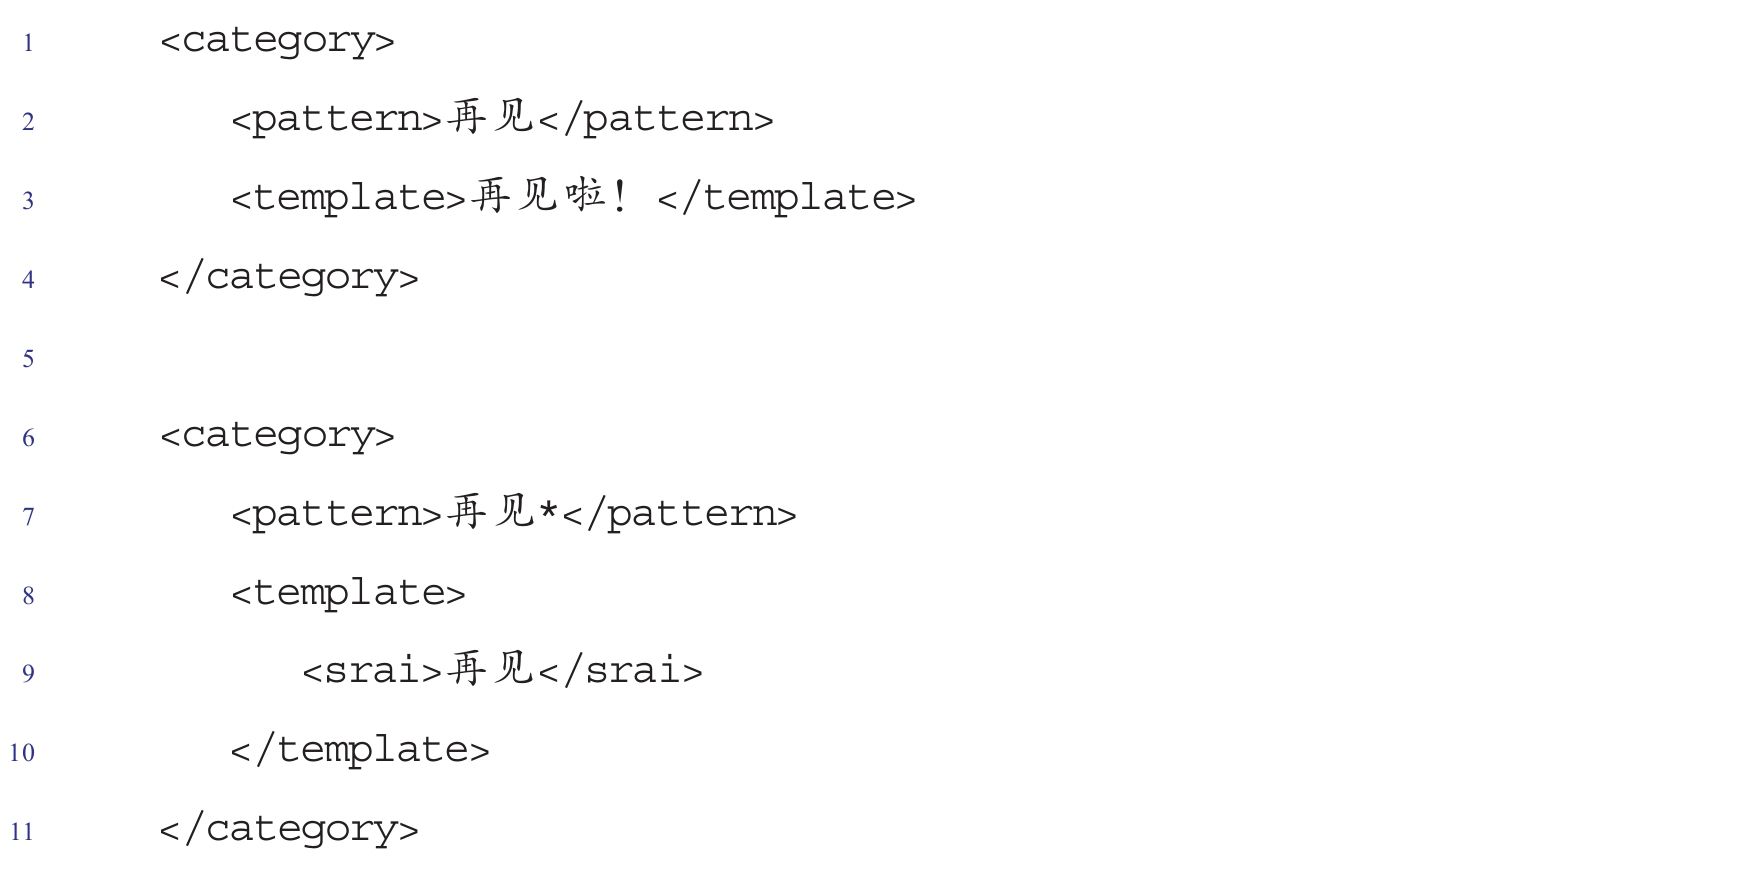 1 <category>
2 <pattern>再见</pattern>
3 <template>再见啦！</template>
4 </category>
5
6 <category>
7 <pattern>再见*</pattern>
8 <template>
9 <srai>再见</srai>
10 </template>
11 </category>